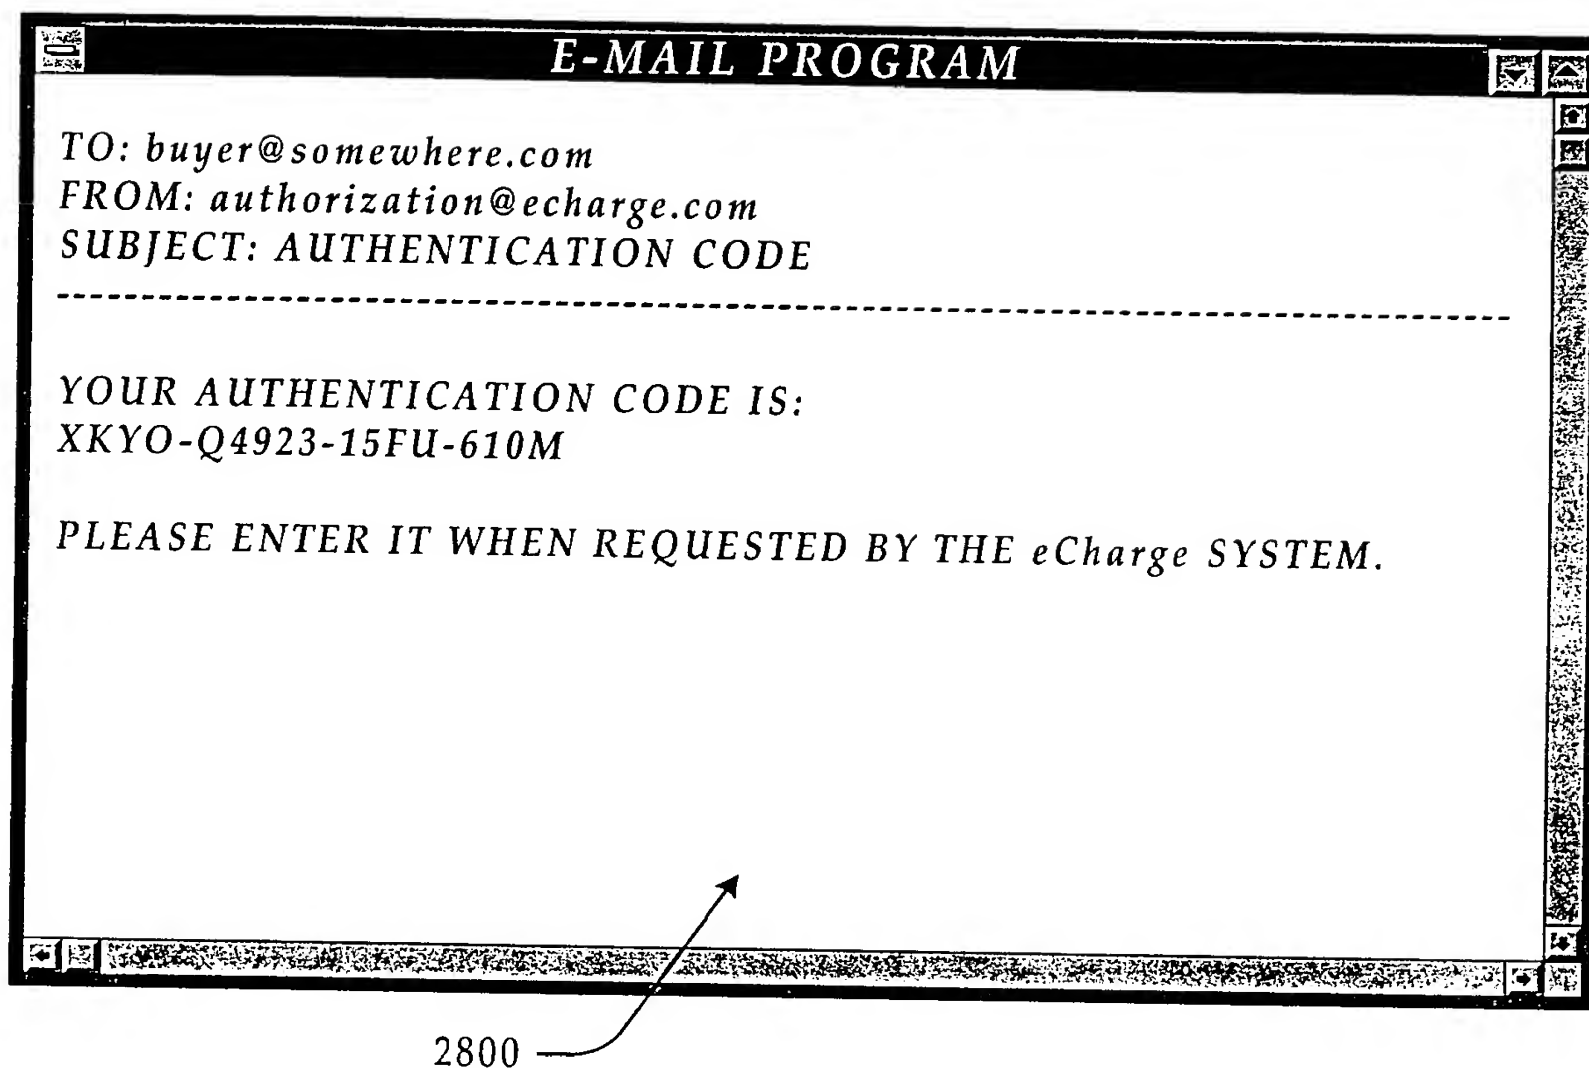 E-MAIL PROGRAM
TO: buyer@somewhere.com
FROM: authorization@echarge.com
SUBJECT: AUTHENTICATION CODE
YOUR AUTHENTICATION CODE IS:
XKYO-Q4923-15FU-610M
PLEASE ENTER IT WHEN REQUESTED BY THE eCharge SYSTEM.
2800